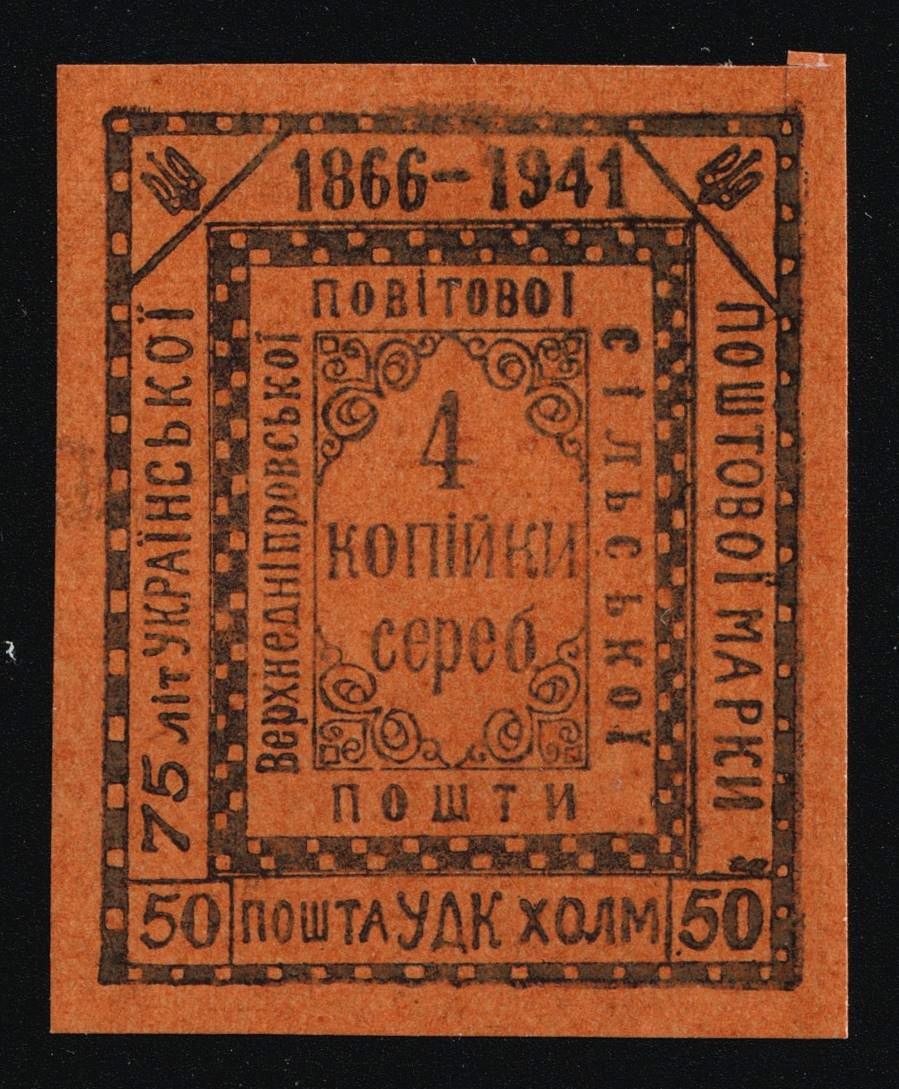 1866-1941
75 літ УКРАЇНСЬКОЇ
ПОШТОВОЇ МАРКИ
Верхнедніпровської
ПОВІТОВОЇ
СІЛЬСЬКОЇ
ПОШТИ
4
КОПІЙКИ
сереб
50
ПОШТА УДК ХОЛМ
50